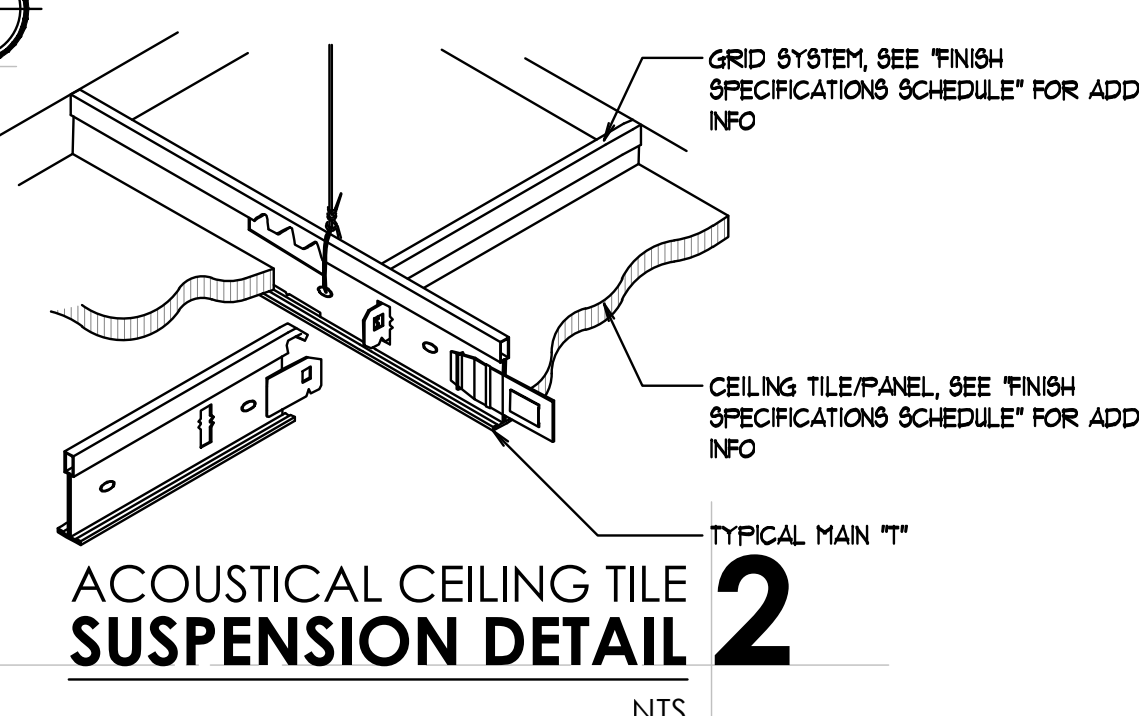 GRID SYSTEM, SEE "FINISH
SPECIFICATIONS SCHEDULE" FOR ADD
INFO
CEILING TILE/PANEL, SEE "FINISH
SPECIFICATIONS SCHEDULE" FOR ADD
INFO
TYPICAL MAIN "T"
ACOUSTICAL CEILING TILE
SUSPENSION DETAIL 2
NTS